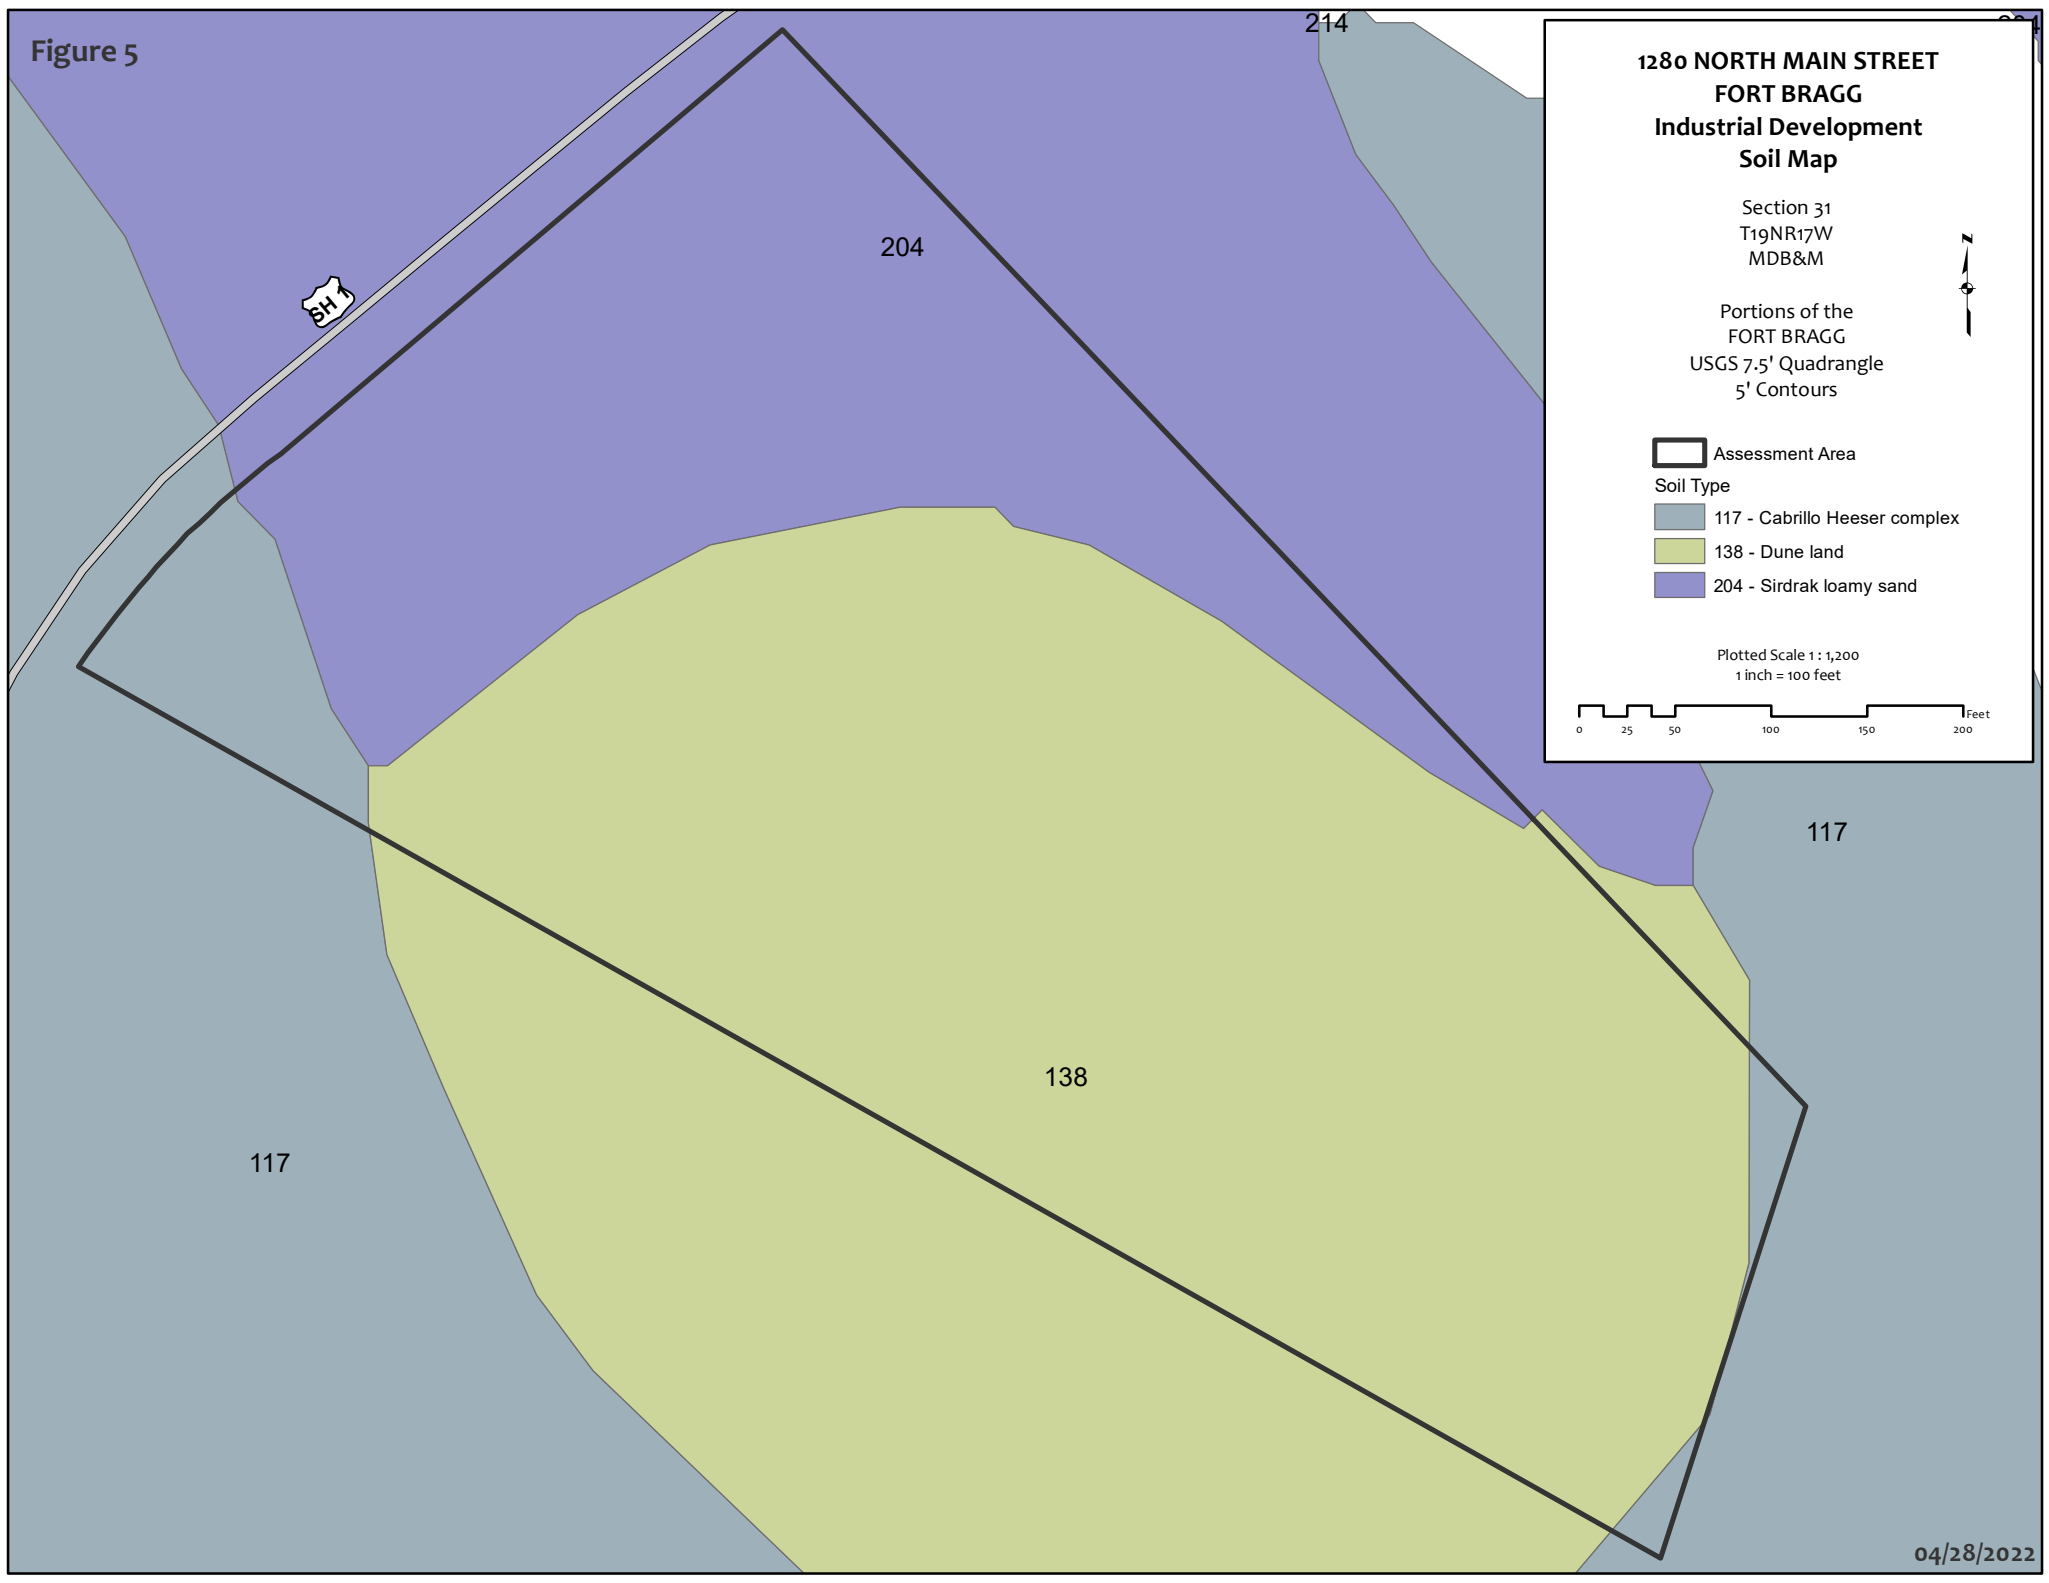 Figure 5
214
1280 NORTH MAIN STREET
FORT BRAGG
Industrial Development
Soil Map
Section 31
T19NR17W
MDB&M
Z
Portions of the
FORT BRAGG
USGS 7.5' Quadrangle
5' Contours
Assessment Area
Soil Type
117 - Cabrillo Heeser complex
138 - Dune land
204 - Sirdrak loamy sand
Plotted Scale 1 : 1,200
1 inch = 100 feet
Feet
0 25 50 100 150 200
204
SH 1
117
138
117
04/28/2022